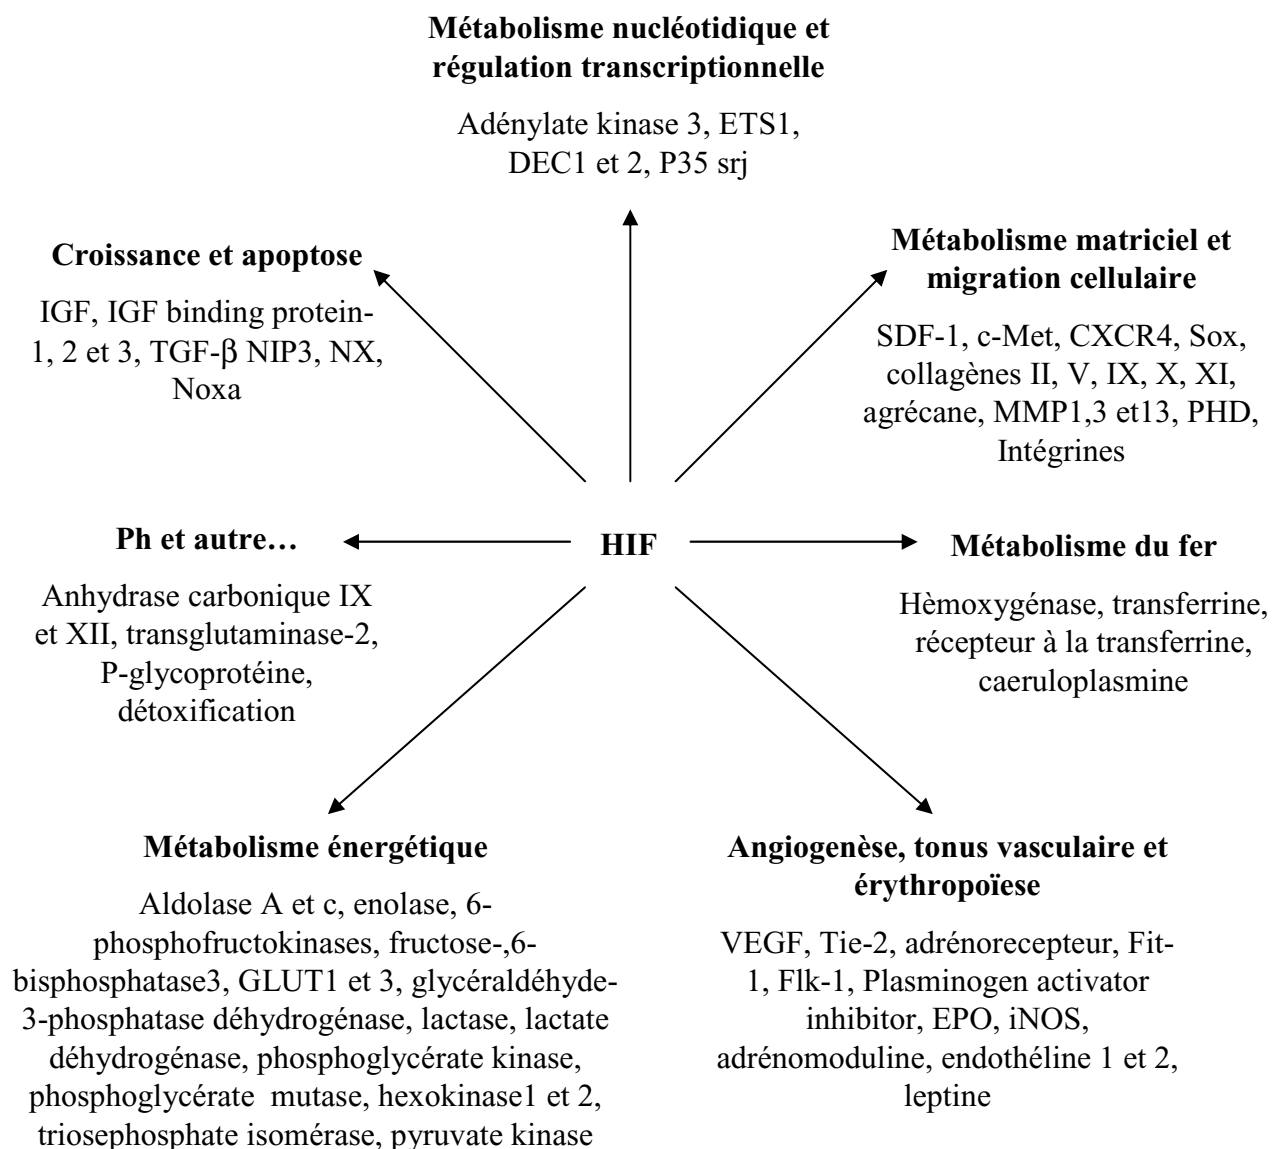 Métabolisme nucléotidique et
régulation transcriptionnelle
Adénylate kinase 3, ETS1,
DEC1 et 2, P35 srj
Croissance et apoptose
IGF, IGF binding protein-
1, 2 et 3, TGF-β NIP3, NX,
Noxa
Métabolisme matriciel et
migration cellulaire
SDF-1, c-Met, CXCR4, Sox,
collagènes II, V, IX, X, XI,
agrécane, MMP1,3 et13, PHD,
Intégrines
Ph et autre…
Anhydrase carbonique IX
et XII, transglutaminase-2,
P-glycoprotéine,
détoxification
HIF
Métabolisme du fer
Hèmoxygénase, transferrine,
récepteur à la transferrine,
caeruloplasmine
Métabolisme énergétique
Aldolase A et c, enolase, 6-
phosphofructokinases, fructose-,6-
bisphosphatase3, GLUT1 et 3, glycéraldéhyde-
3-phosphatase déhydrogénase, lactase, lactate
déhydrogénase, phosphoglycérate kinase,
phosphoglycérate mutase, hexokinase1 et 2,
triosephosphate isomérase, pyruvate kinase
Angiogenèse, tonus vasculaire et
érythropoïese
VEGF, Tie-2, adrénorecepteur, Fit-
1, Flk-1, Plasminogen activator
inhibitor, EPO, iNOS,
adrénomoduline, endothéline 1 et 2,
leptine